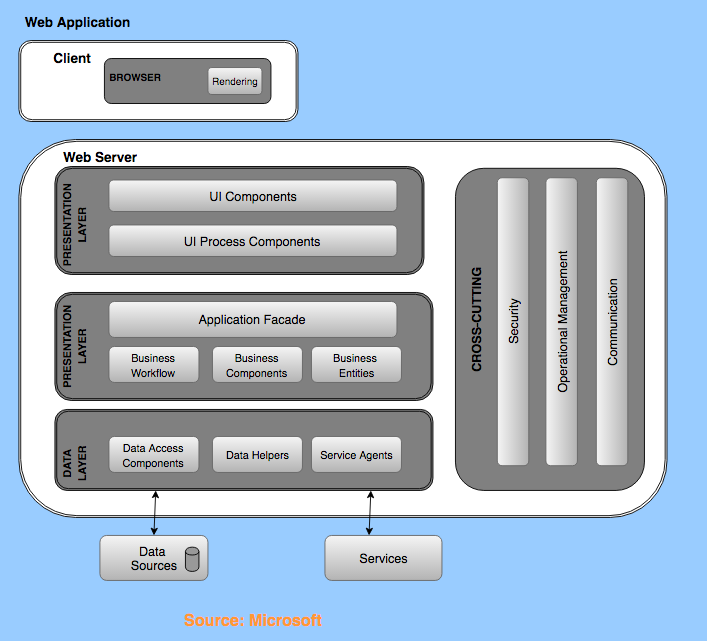 Web Application
Client
BROWSER
Rendering
Web Server
PRESENTATION
LAYER
UI Components
UI Process Components
PRESENTATION
LAYER
Application Facade
Business
Workflow
Business
Components
Business
Entities
DATA
LAYER
Data Access
Components
Data Helpers
Service Agents
CROSS-CUTTING
Security
Operational Management
Communication
Data
Sources
Services
Source: Microsoft